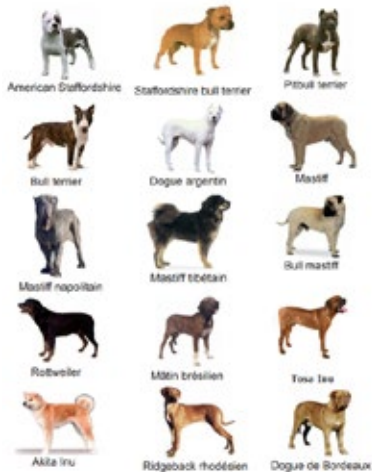 American Staffordshire
Staffordshire bull terrier
Pitbull terrier
Bull terrier
Dogue argentin
Mastiff
Mastiff napolitain
Mastiff tibétain
Bull mastiff
Rottweiler
Mâtin brésilien
Tosa Inu
Akita Inu
Ridgeback rhodésien
Dogue de Bordeaux